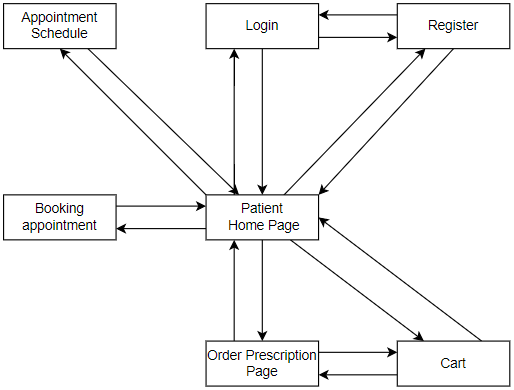 Appointment
Schedule
Login
Register
Booking
appointment
Patient
Home Page
Order Prescription
Page
Cart